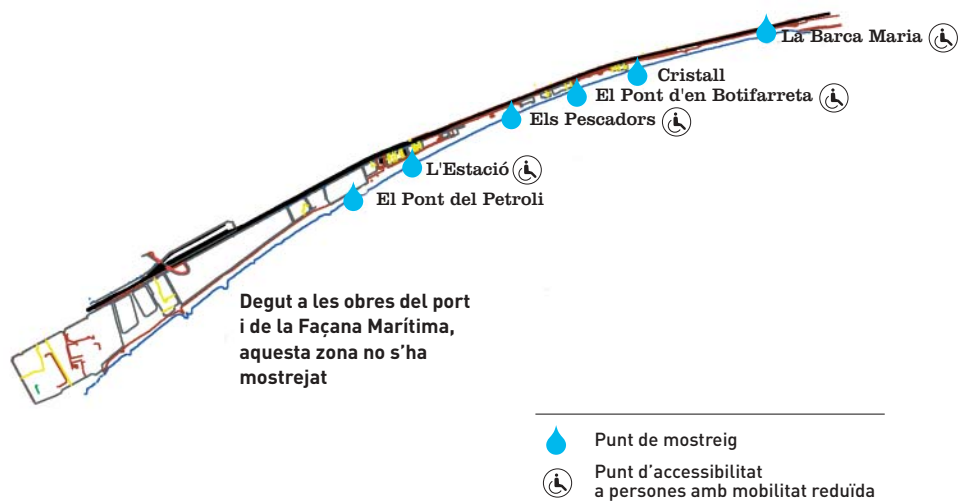 La Barca Maria
Cristall
El Pont d'en Botifarreta
Els Pescadors
L'Estació
El Pont del Petroli
Degut a les obres del port
i de la Façana Marítima,
aquesta zona no s’ha
mostrejat
Punt de mostreig
Punt d’accessibilitat
a persones amb mobilitat reduïda